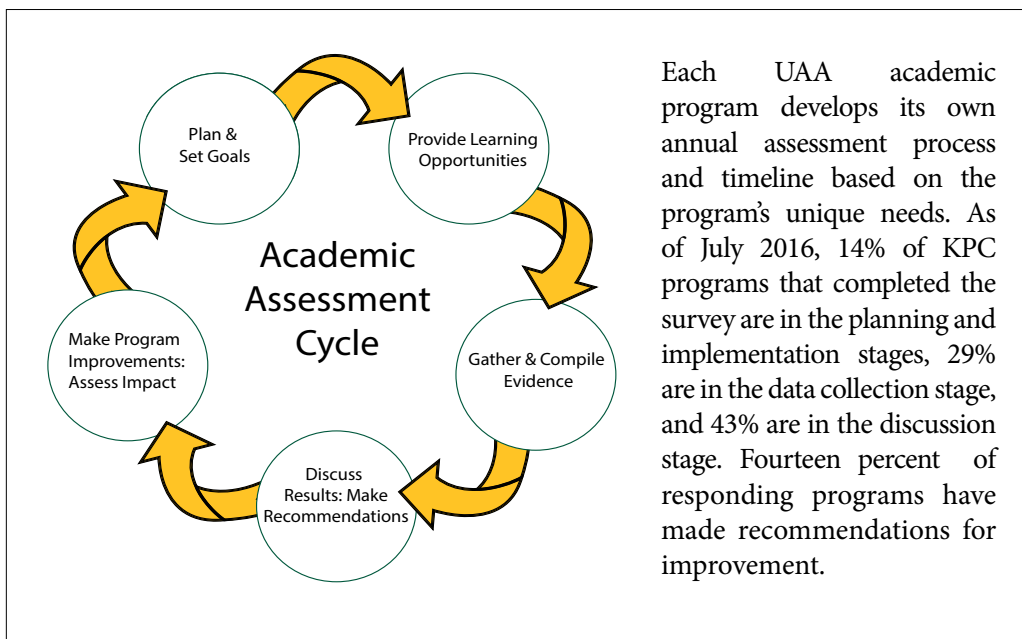 Plan &
Set Goals
Provide Learning
Opportunities
Gather & Compile
Evidence
Discuss
Results: Make
Recommendations
Make Program
Improvements:
Assess Impact
Academic
Assessment
Cycle
Each UAA academic
program develops its own
annual assessment process
and timeline based on the
program's unique needs. As
of July 2016, 14% of KPC
programs that completed the
survey are in the planning and
implementation stages, 29%
are in the data collection stage,
and 43% are in the discussion
stage. Fourteen percent of
responding programs have
made recommendations for
improvement.